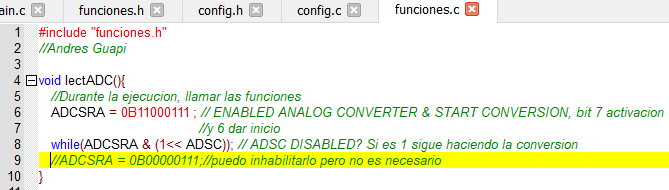 ain.c funciones.h config.h config.c funciones.c
1 #include "funciones.h"
2 //Andres Guapi
3
4 void lectADC(){
5 //Durante la ejecucion, llamar las funciones
6 ADCSRA = 0B11000111 ; // ENABLED ANALOG CONVERTER & START CONVERSION, bit 7 activacion
7 //y 6 dar inicio
8 while(ADCSRA & (1<< ADSC)); // ADSC DISABLED? Si es 1 sigue haciendo la conversion
9 //ADCSRA = 0B00000111;//puedo inhabilitarlo pero no es necesario
10 }